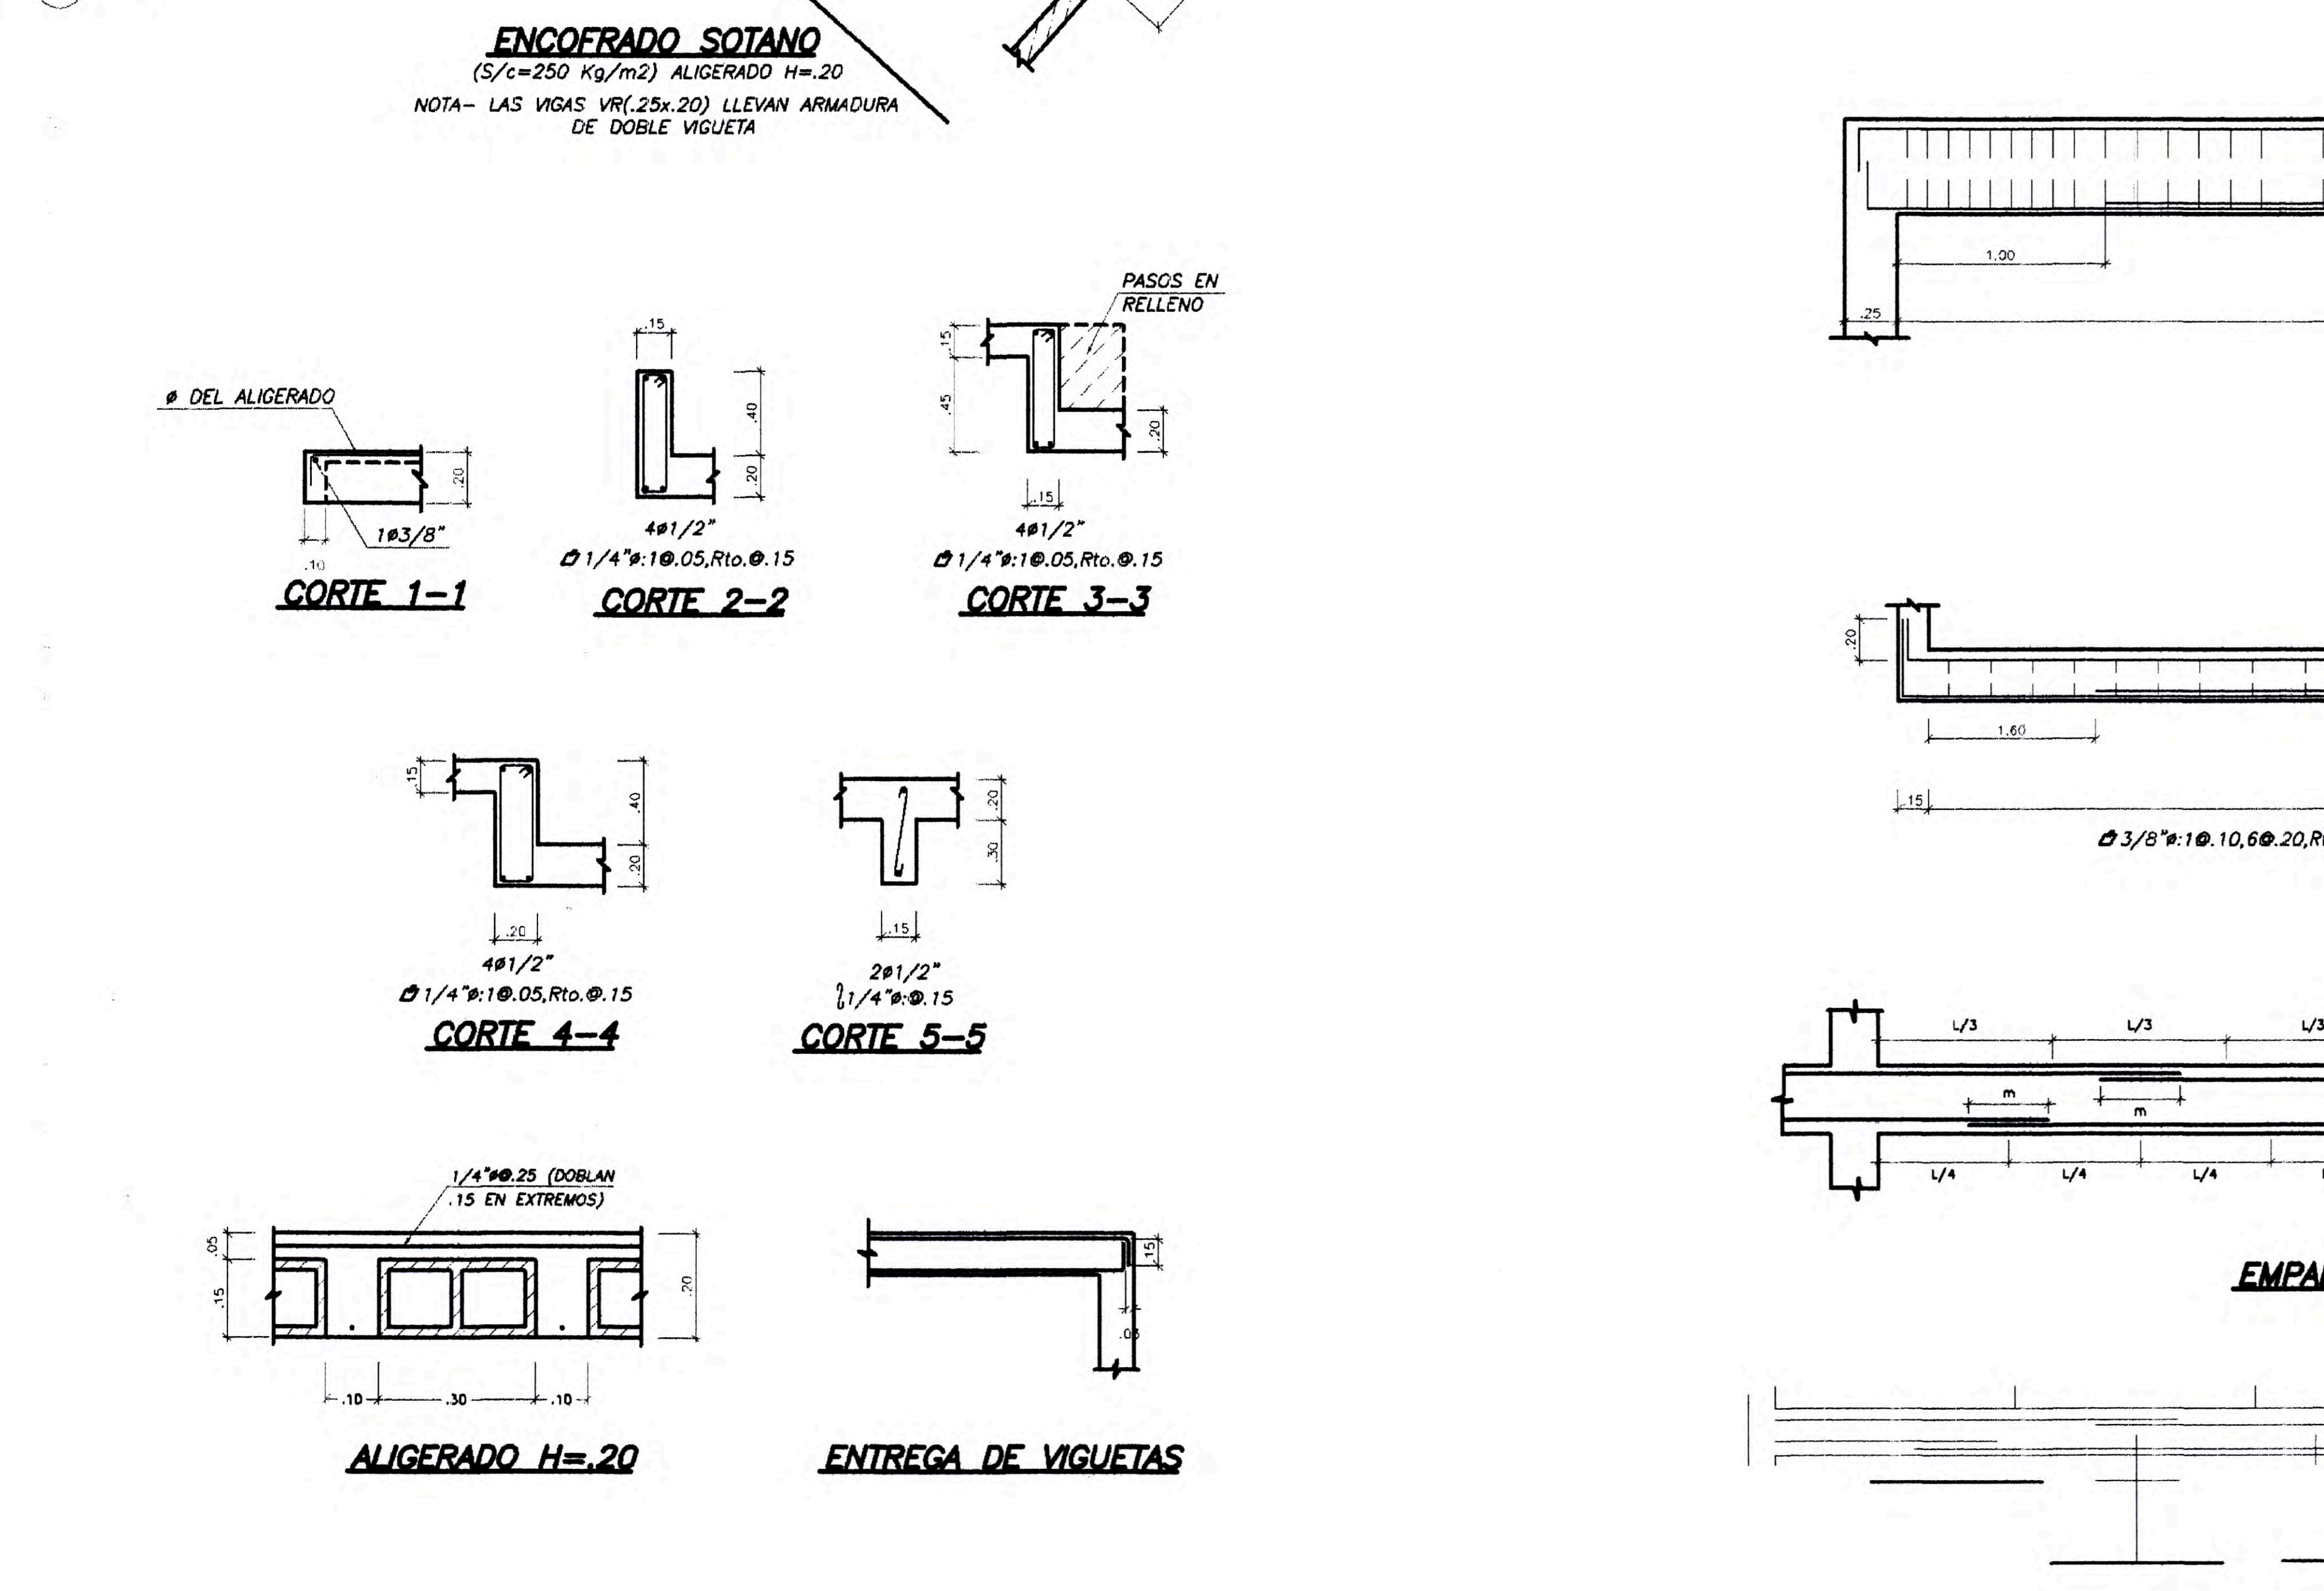 ENCOFRADO SOTANO
(S/c=250 Kg/m2) ALIGERADO H=.20
NOTA- LAS VIGAS VR(.25x.20) LLEVAN ARMADURA
DE DOBLE VIGUETA
1.00
.25
PASOS EN
RELLENO
.15
.45
.20
.15
4ø1/2"
1/4"ø:1@.05,Rto.@.15
CORTE 3-3
.15
.40
.20
4ø1/2"
1/4"ø:1@.05,Rto.@.15
CORTE 2-2
ø DEL ALIGERADO
.20
1ø3/8"
.10
CORTE 1-1
.20
1.60
.15
3/8"ø:1@.10,6@.20,R
.15
.40
.20
.20
4ø1/2"
1/4"ø:1@.05,Rto.@.15
CORTE 4-4
.20
.30
.15
2ø1/2"
1/4"ø:@.15
CORTE 5-5
L/3
L/3
L/3
m
m
L/4
L/4
L/4
EMPA
1/4"ø@.25 (DOBLAN
.15 EN EXTREMOS)
.05
.15
.20
.10
.30
.10
ALIGERADO H=.20
.15
ENTREGA DE VIGUETAS